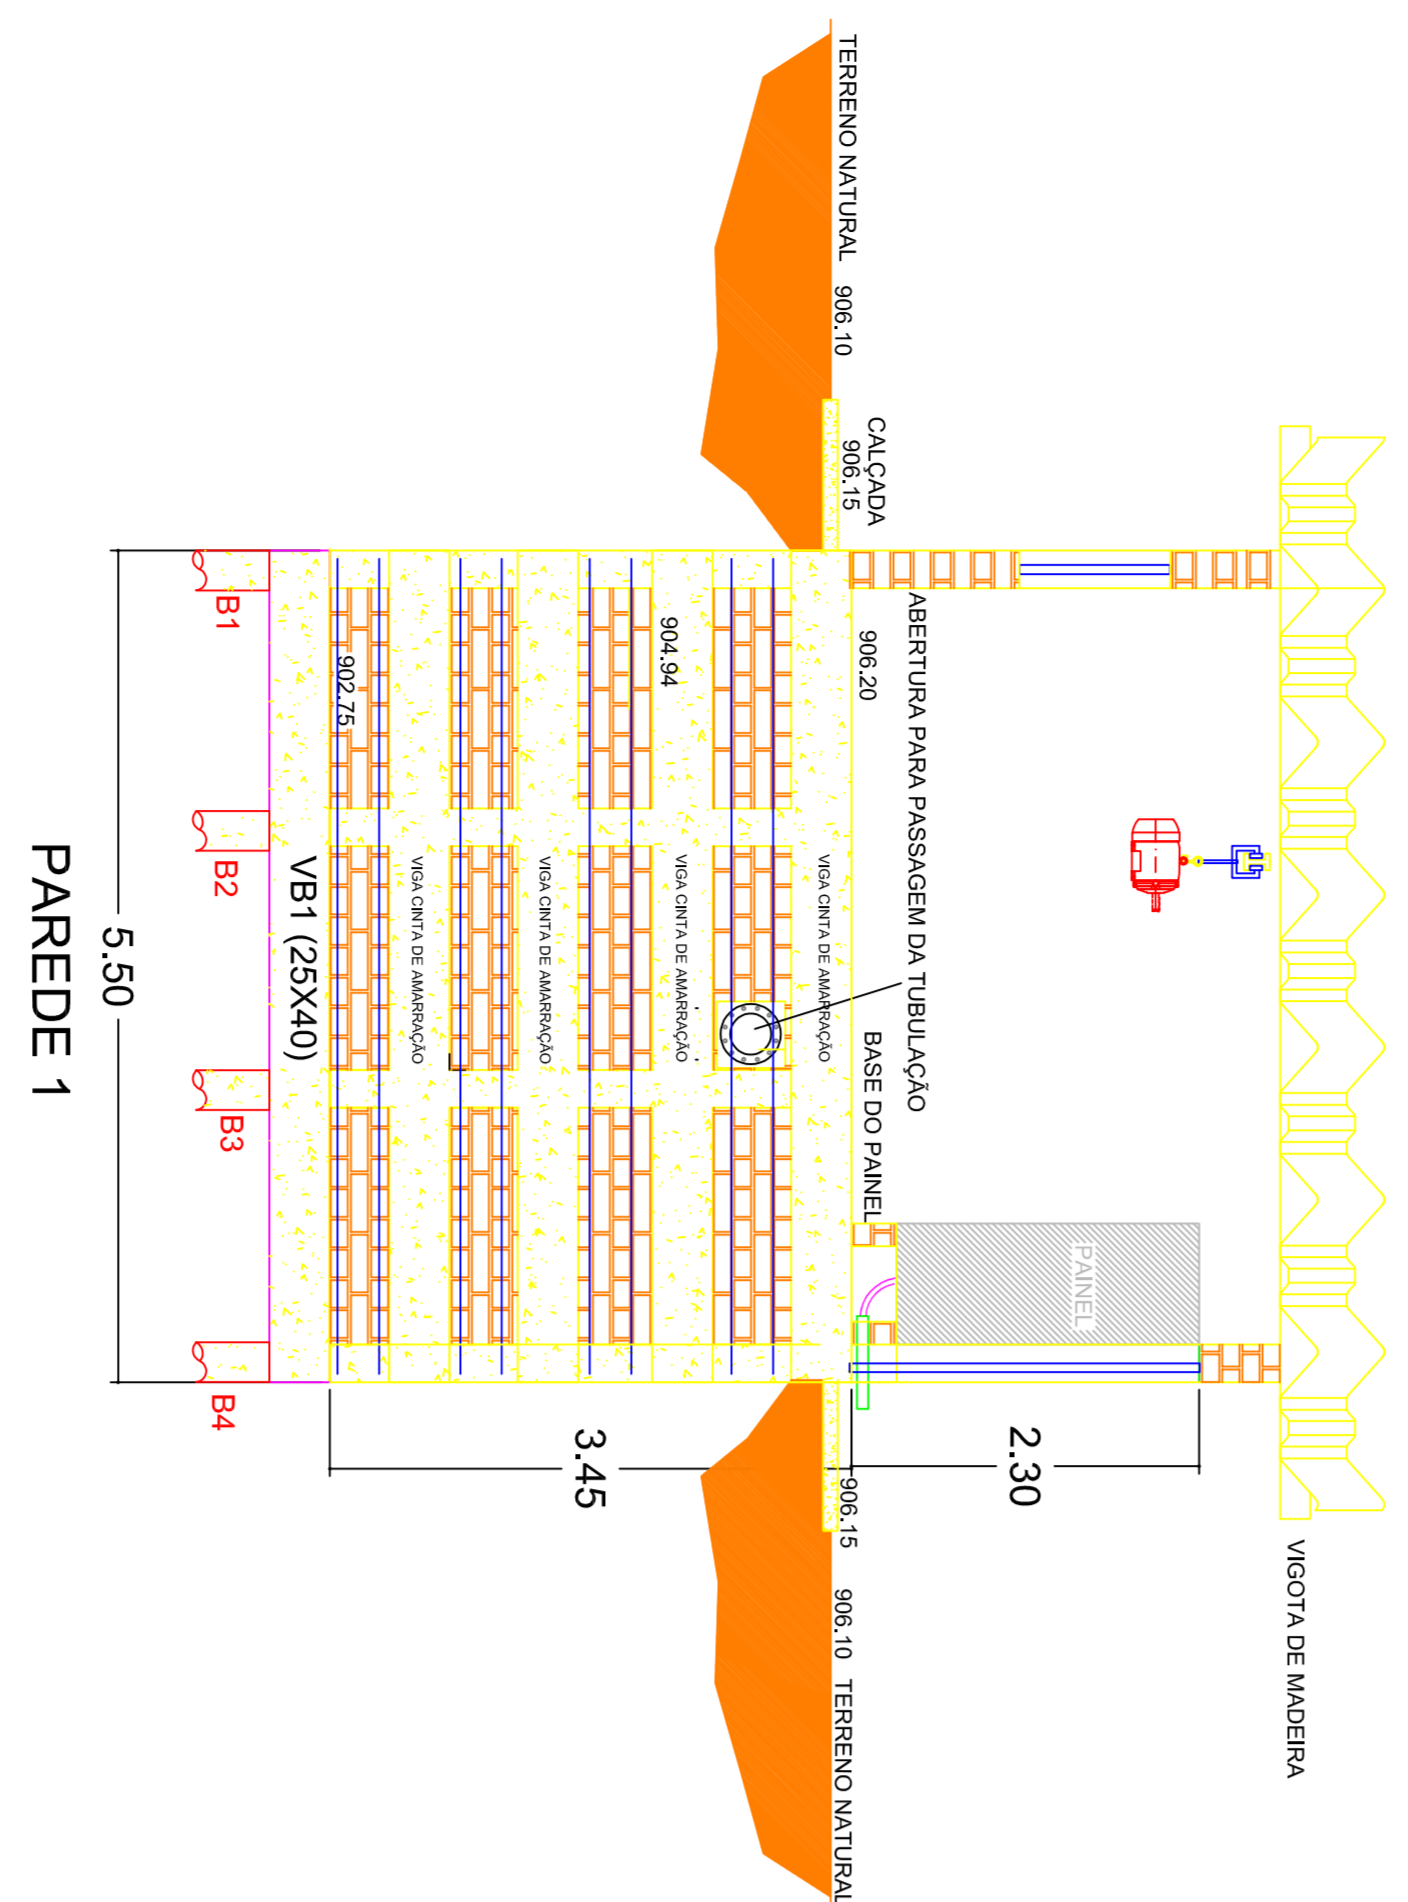 VIGOTA DE MADEIRA
PAINEL
2.30
ABERTURA PARA PASSAGEM DA TUBULAÇÃO
BASE DO PAINEL
906.20
CALÇADA
906.15
906.15
TERRENO NATURAL 906.10
906.10 TERRENO NATURAL
VIGA CINTA DE AMARRAÇÃO
904.94
VIGA CINTA DE AMARRAÇÃO
3.45
VIGA CINTA DE AMARRAÇÃO
VIGA CINTA DE AMARRAÇÃO
902.75
VB1 (25X40)
B1
B2
B3
B4
5.50
PAREDE 1